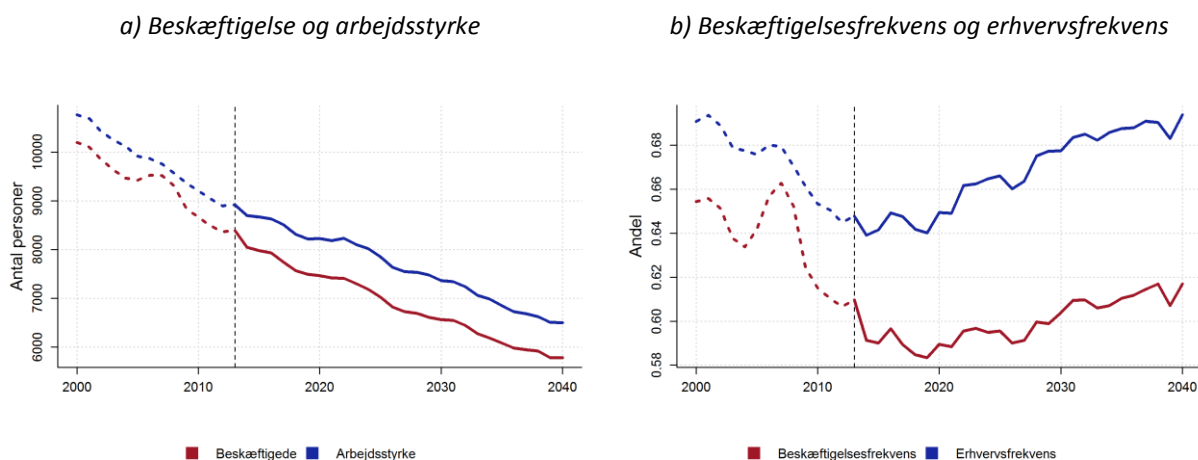 a) Beskæftigelse og arbejdsstyrke
b) Beskæftigelsesfrekvens og erhvervsfrekvens
Antal personer
10000
9000
8000
7000
6000
2000 2010 2020 2030 2040
Beskæftigede Arbejdsstyrke
Andel
0.68
0.66
0.64
0.62
0.60
0.58
2000 2010 2020 2030 2040
Beskæftigelsesfrekvens Erhvervsfrekvens